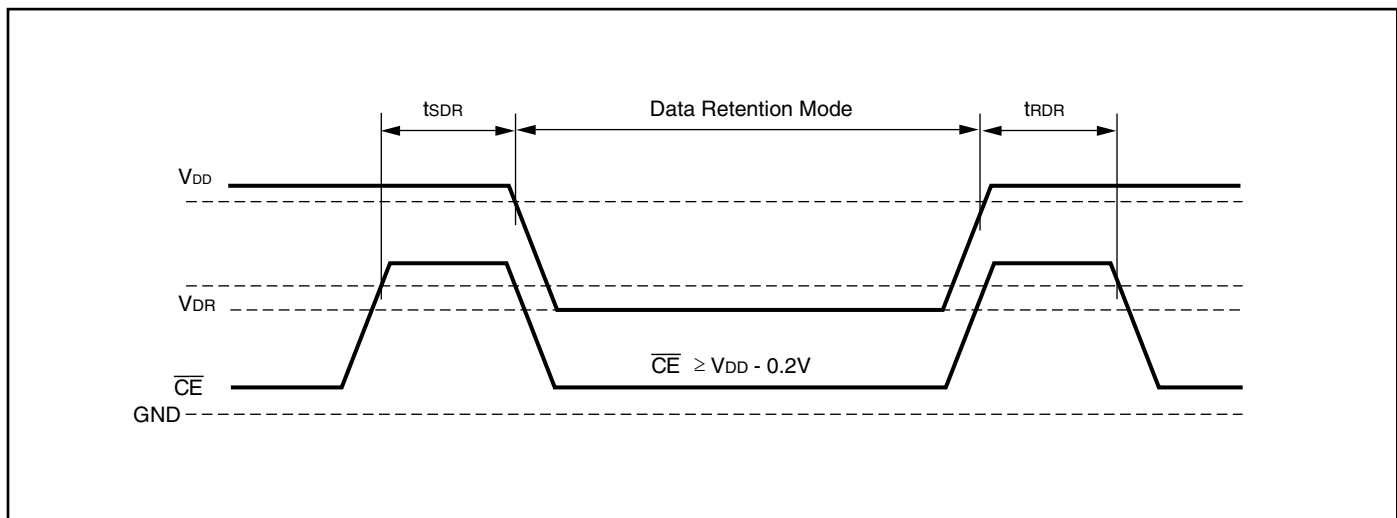 tSDR Data Retention Mode tRDR
VDD
VDR
CE ≥ VDD - 0.2V
CE
GND